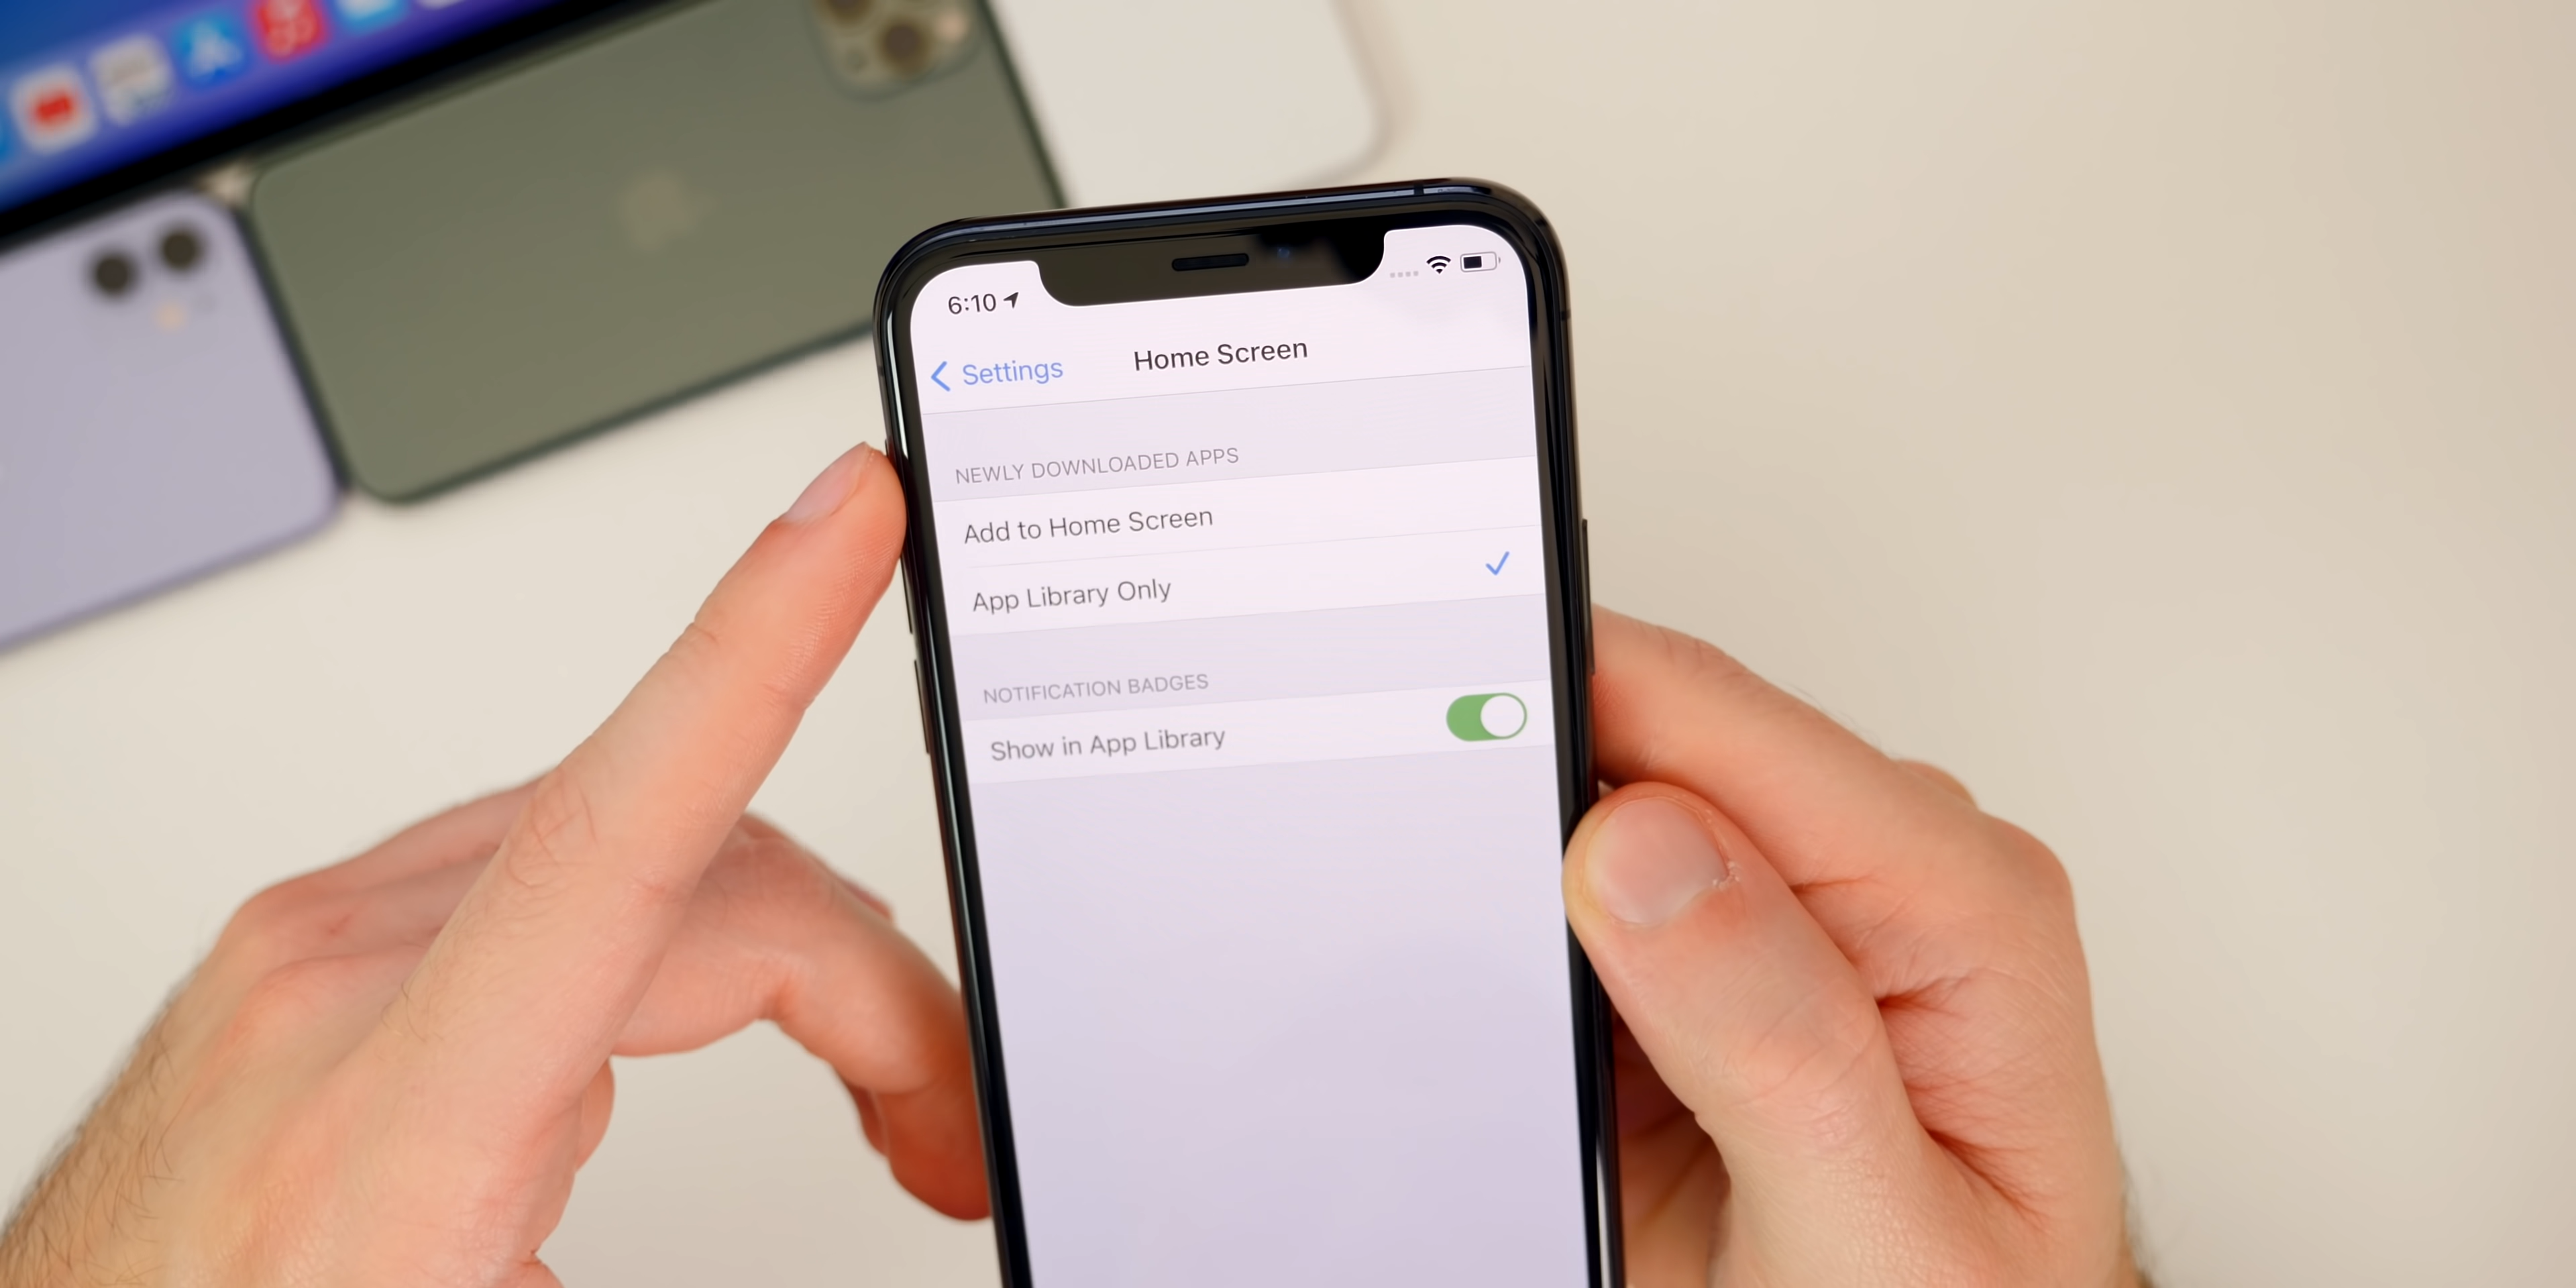 6:10
Settings
Home Screen
NEWLY DOWNLOADED APPS
Add to Home Screen
App Library Only
NOTIFICATION BADGES
Show in App Library